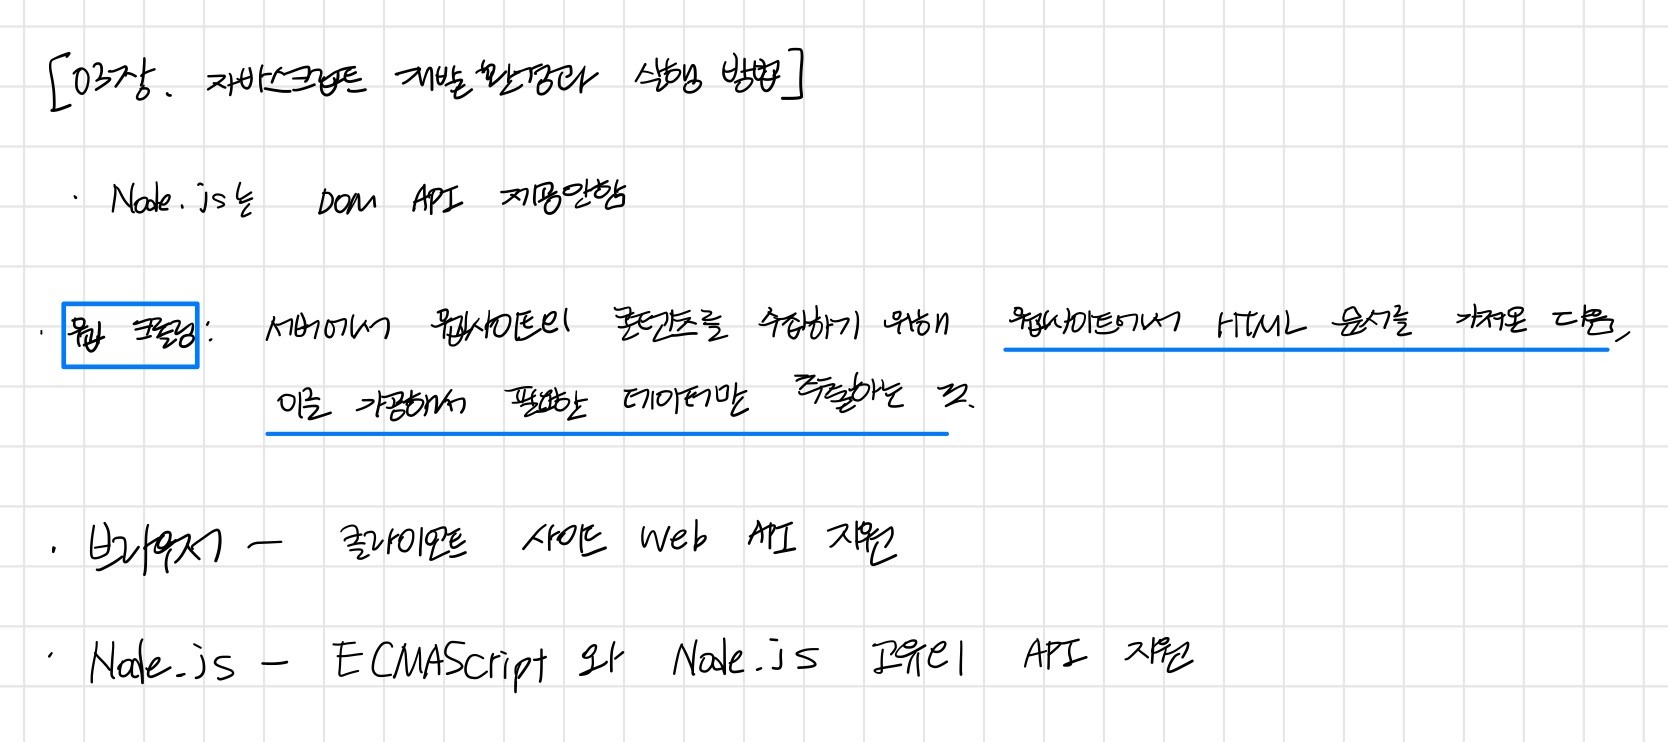 [03장. 자바스크립트 개발환경과 실행 방법]
· Node.js는 DOM API 제공안함
· 웹 크롤링 : 서버에서 웹사이트의 콘텐츠를 수집하기 위해 웹사이트에서 HTML 문서를 가져온 다음,
이를 가공해서 필요한 데이터만 추출하는 것.
· 브라우저 - 클라이언트 사이드 Web API 지원
· Node.js - ECMAScript 와 Node.js 고유의 API 지원